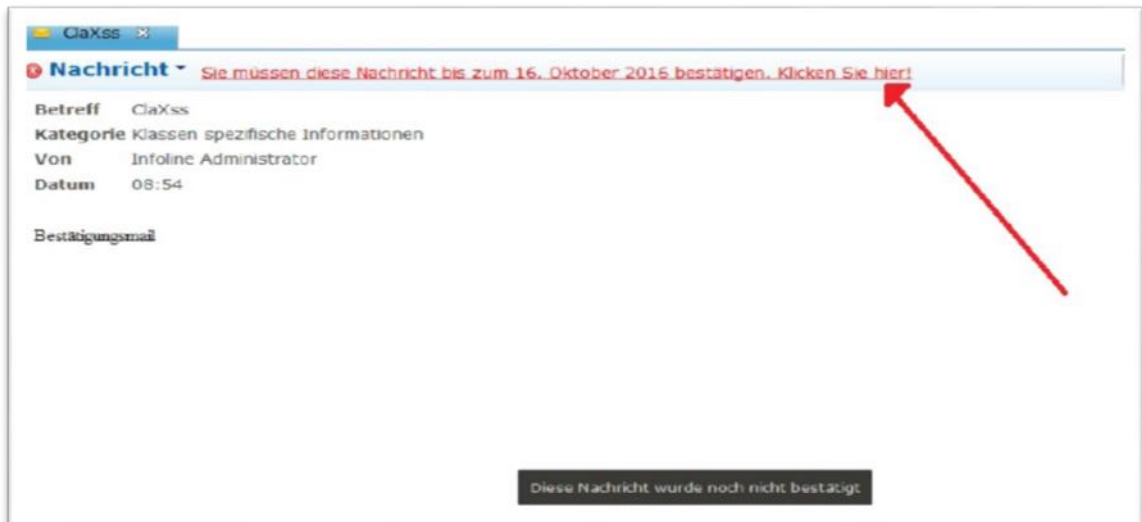 ClaXss
Nachricht Sie müssen diese Nachricht bis zum 16. Oktober 2016 bestätigen. Klicken Sie hier!
Betreff ClaXss
Kategorie Klassen spezifische Informationen
Von Infoline Administrator
Datum 08:54
Bestätigungsmail
Diese Nachricht wurde noch nicht bestätigt